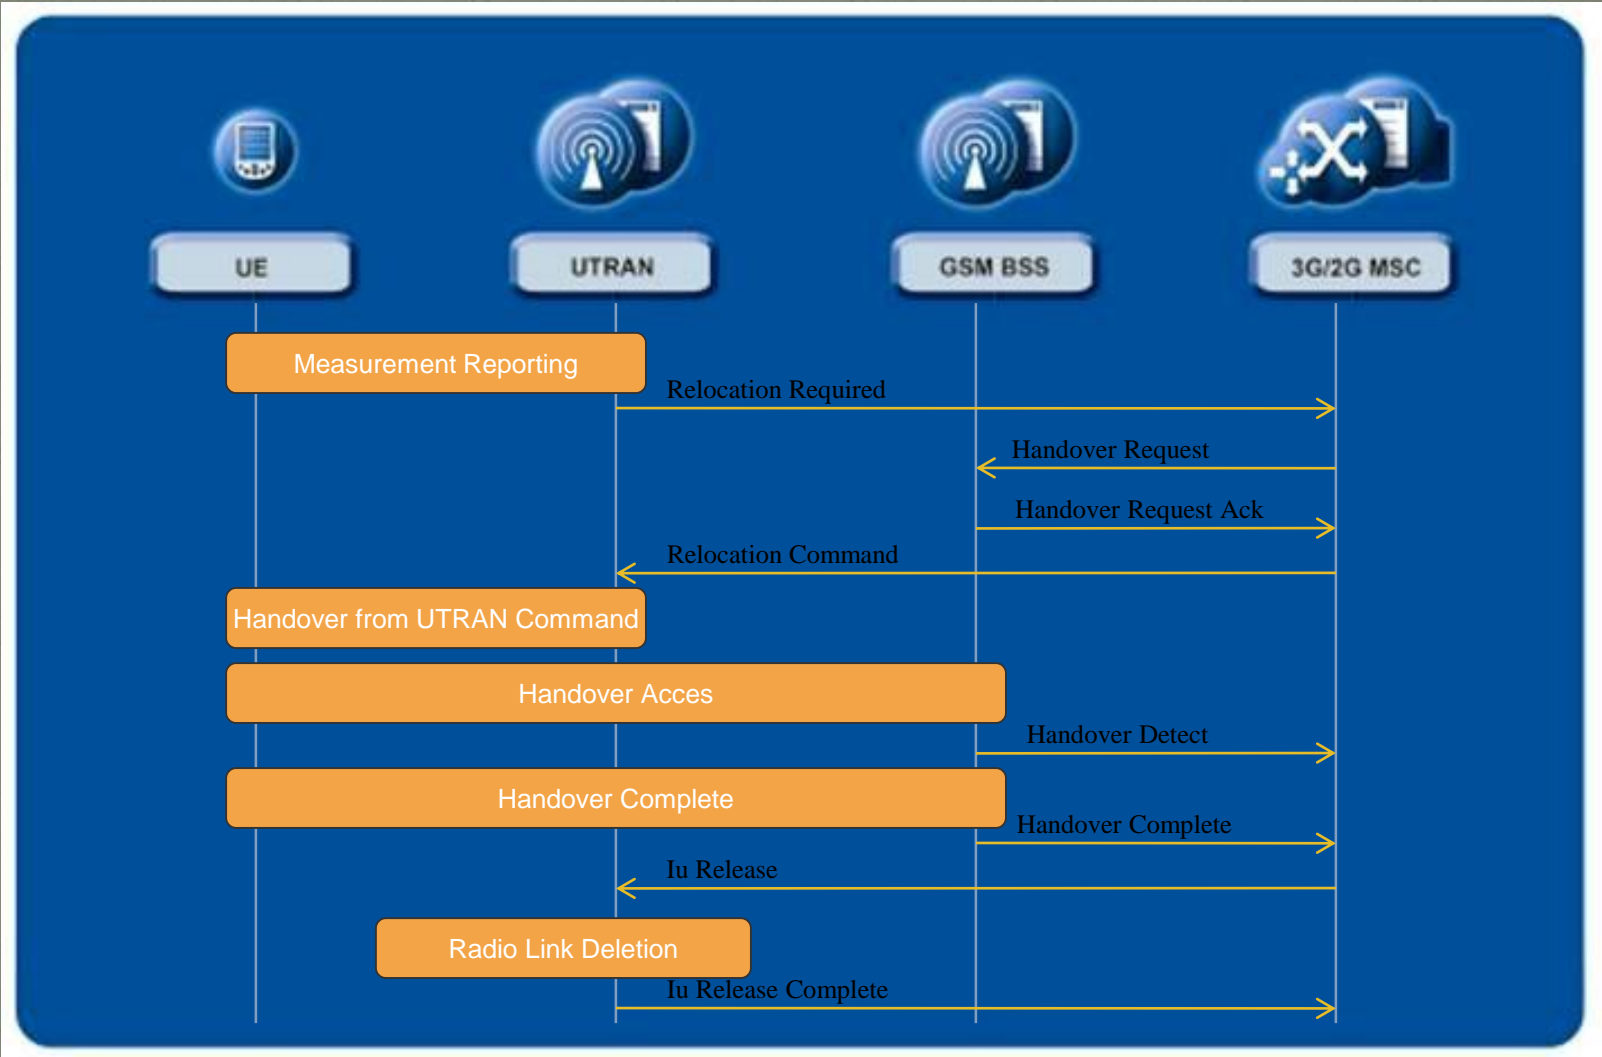 UE
UTRAN
GSM BSS
3G/2G MSC
Measurement Reporting
Relocation Required
Handover Request
Handover Request Ack
Relocation Command
Handover from UTRAN Command
Handover Acces
Handover Detect
Handover Complete
Handover Complete
Iu Release
Radio Link Deletion
Iu Release Complete